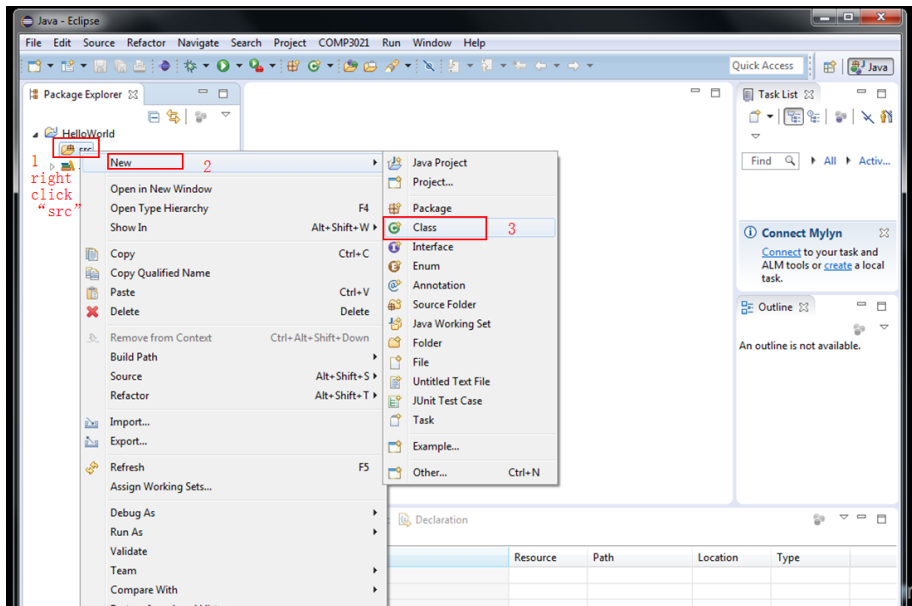 Java - Eclipse
File Edit Source Refactor Navigate Search Project COMP3021 Run Window Help
Quick Access
Java
Package Explorer
HelloWorld
src
1
right
click
“src”
New
2
Open in New Window
Open Type Hierarchy F4
Show In Alt+Shift+W
Copy Ctrl+C
Copy Qualified Name
Paste Ctrl+V
Delete Delete
Remove from Context Ctrl+Alt+Shift+Down
Build Path
Source Alt+Shift+S
Refactor Alt+Shift+T
Import...
Export...
Refresh F5
Assign Working Sets...
Debug As
Run As
Validate
Team
Compare With
Java Project
Project...
Package
Class
3
Interface
Enum
Annotation
Source Folder
Java Working Set
Folder
File
Untitled Text File
JUnit Test Case
Task
Example...
Other... Ctrl+N
Task List
Find All Activ...
Connect Mylyn
Connect to your task and
ALM tools or create a local
task.
Outline
An outline is not available.
Declaration
Resource Path Location Type